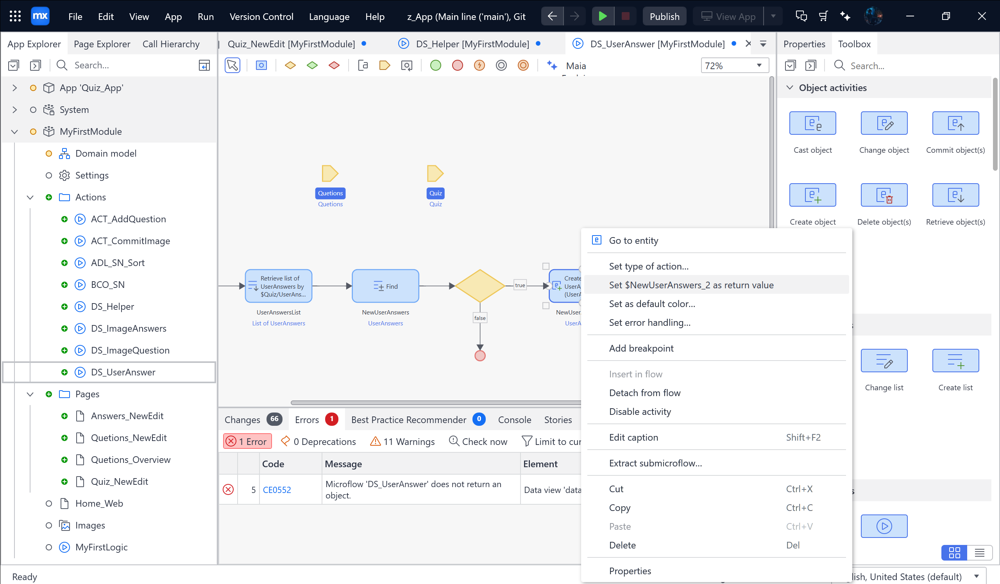 mx
File
Edit
View
App
Run
Version Control
Language
Help
z_App (Main line ('main'), Git
Publish
View App
App Explorer
Page Explorer
Call Hierarchy
Search...
App 'Quiz_App'
System
MyFirstModule
Domain model
Settings
Actions
ACT_AddQuestion
ACT_CommitImage
ADL_SN_Sort
BCO_SN
DS_Helper
DS_ImageAnswers
DS_ImageQuestion
DS_UserAnswer
Pages
Answers_NewEdit
Quetions_NewEdit
Quetions_Overview
Quiz_NewEdit
Home_Web
Images
MyFirstLogic
Ready
Quiz_NewEdit [MyFirstModule]
DS_Helper [MyFirstModule]
DS_UserAnswer [MyFirstModule]
Maia
72%
Quetions
Quetions
Quiz
Quiz
Retrieve list of
UserAnswers by
$Quiz/UserAns...
UserAnswersList
List of UserAnswers
Find
NewUserAnswers
UserAnswers
true
false
Create
UserA
(UserA
NewUser
UserA
Go to entity
Set type of action...
Set $NewUserAnswers_2 as return value
Set as default color...
Set error handling...
Add breakpoint
Insert in flow
Detach from flow
Disable activity
Edit caption Shift+F2
Extract submicroflow...
Cut Ctrl+X
Copy Ctrl+C
Paste Ctrl+V
Delete Del
Properties
Changes 66
Errors 1
Best Practice Recommender 0
Console
Stories
1 Error
0 Deprecations
11 Warnings
Check now
Limit to cur
Code
Message
Element
5
CE0552
Microflow 'DS_UserAnswer' does not return an
object.
Data view 'data
Properties
Toolbox
Search...
Object activities
Cast object
Change object
Commit object(s)
Create object
Delete object(s)
Retrieve object(s)
Change list
Create list
lish, United States (default)